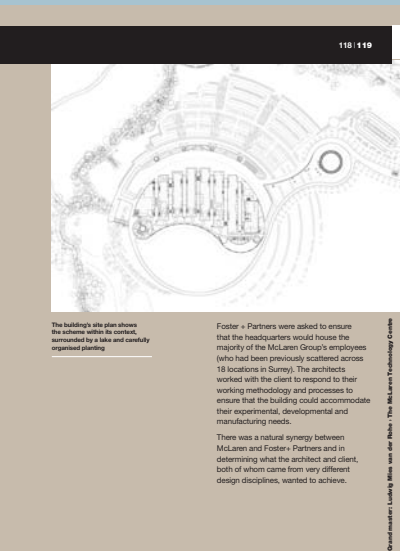 118 | 119
The building's site plan shows
the scheme within its context,
surrounded by a lake and carefully
organised planting
Foster + Partners were asked to ensure
that the headquarters would house the
majority of the McLaren Group's employees
(who had been previously scattered across
18 locations in Surrey). The architects
worked with the client to respond to their
working methodology and processes to
ensure that the building could accommodate
their experimental, developmental and
manufacturing needs.
There was a natural synergy between
McLaren and Foster+ Partners and in
determining what the architect and client,
both of whom came from very different
design disciplines, wanted to achieve.
Grandmaster: Ludwig Mies van der Rohe - The McLaren Technology Centre